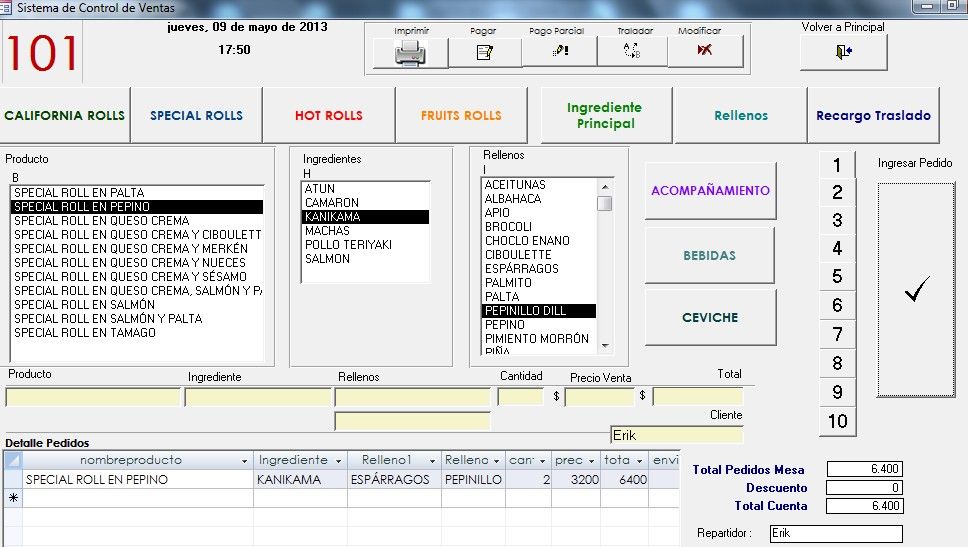 Sistema de Control de Ventas
101
jueves, 09 de mayo de 2013
17:50
Imprimir Pagar Pago Parcial Traladar Modificar
Volver a Principal
CALIFORNIA ROLLS SPECIAL ROLLS HOT ROLLS FRUITS ROLLS Ingrediente Principal Rellenos Recargo Traslado
Producto
B
SPECIAL ROLL EN PALTA
SPECIAL ROLL EN PEPINO
SPECIAL ROLL EN QUESO CREMA
SPECIAL ROLL EN QUESO CREMA Y CIBOULETT
SPECIAL ROLL EN QUESO CREMA Y MERKÉN
SPECIAL ROLL EN QUESO CREMA Y NUECES
SPECIAL ROLL EN QUESO CREMA Y SÉSAMO
SPECIAL ROLL EN QUESO CREMA, SALMÓN Y PA
SPECIAL ROLL EN SALMÓN
SPECIAL ROLL EN SALMÓN Y PALTA
SPECIAL ROLL EN TAMAGO
Ingredientes
H
ATUN
CAMARON
KANIKAMA
MACHAS
POLLO TERIYAKI
SALMON
Rellenos
I
ACEITUNAS
ALBAHACA
APIO
BROCOLI
CHOCLO ENANO
CIBOULETTE
ESPÁRRAGOS
PALMITO
PALTA
PEPINILLO DILL
PEPINO
PIMIENTO MORRÓN
PIÑA
ACOMPAÑAMIENTO
BEBIDAS
CEVICHE
1
2
3
4
5
6
7
8
9
10
Ingresar Pedido
Producto Ingrediente Rellenos Cantidad Precio Venta Total
$ $
Cliente
Erik
Detalle Pedidos
nombreproducto Ingrediente Relleno1 Relleno can prec tota envi
SPECIAL ROLL EN PEPINO KANIKAMA ESPÁRRAGOS PEPINILLO 2 3200 6400
Total Pedidos Mesa 6.400
Descuento 0
Total Cuenta 6.400
Repartidor : Erik